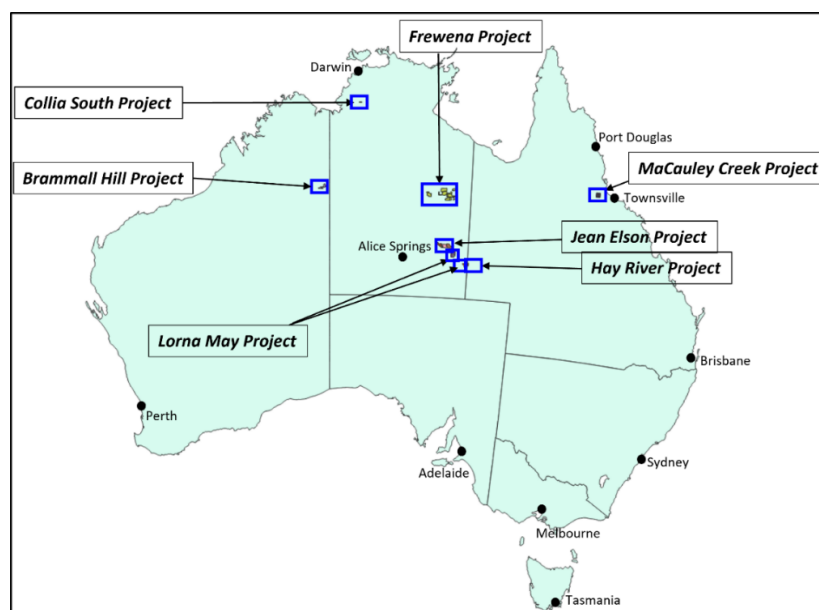 Frewena Project
Darwin
Collia South Project
Port Douglas
MaCauley Creek Project
Brammall Hill Project
Townsville
Jean Elson Project
Alice Springs
Hay River Project
Lorna May Project
Brisbane
Perth
Sydney
Adelaide
Melbourne
Tasmania